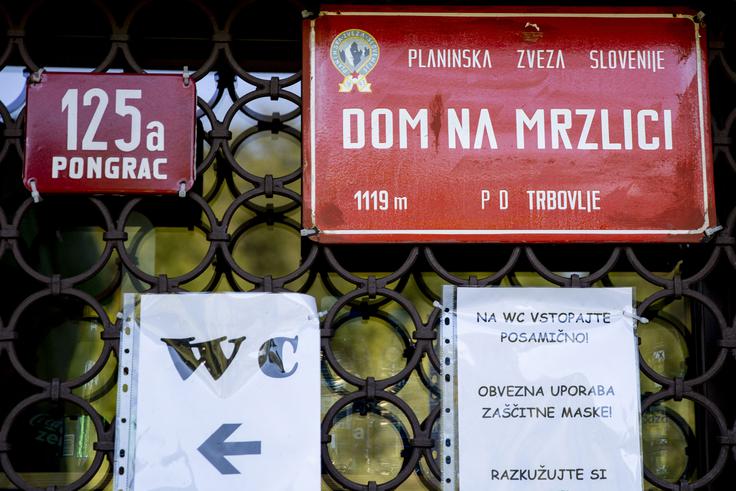 125a
PONGRAC
PLANINSKA ZVEZA SLOVENIJE
DOM NA MRZLICI
1119 m PD TRBOVLJE
WC
NA WC VSTOPAJTE
POSAMIČNO!
OBVEZNA UPORABA
ZAŠČITNE MASKE!
RAZKUŽUJTE SI